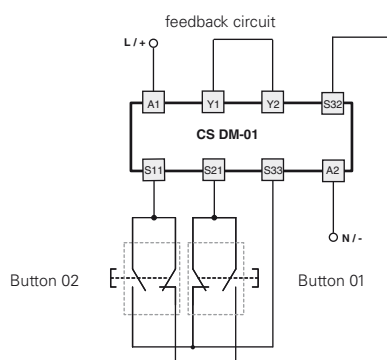 feedback circuit
L / +
A1 Y1 Y2 S32
CS DM-01
S11 S21 S33 A2
N / -
Button 02 Button 01